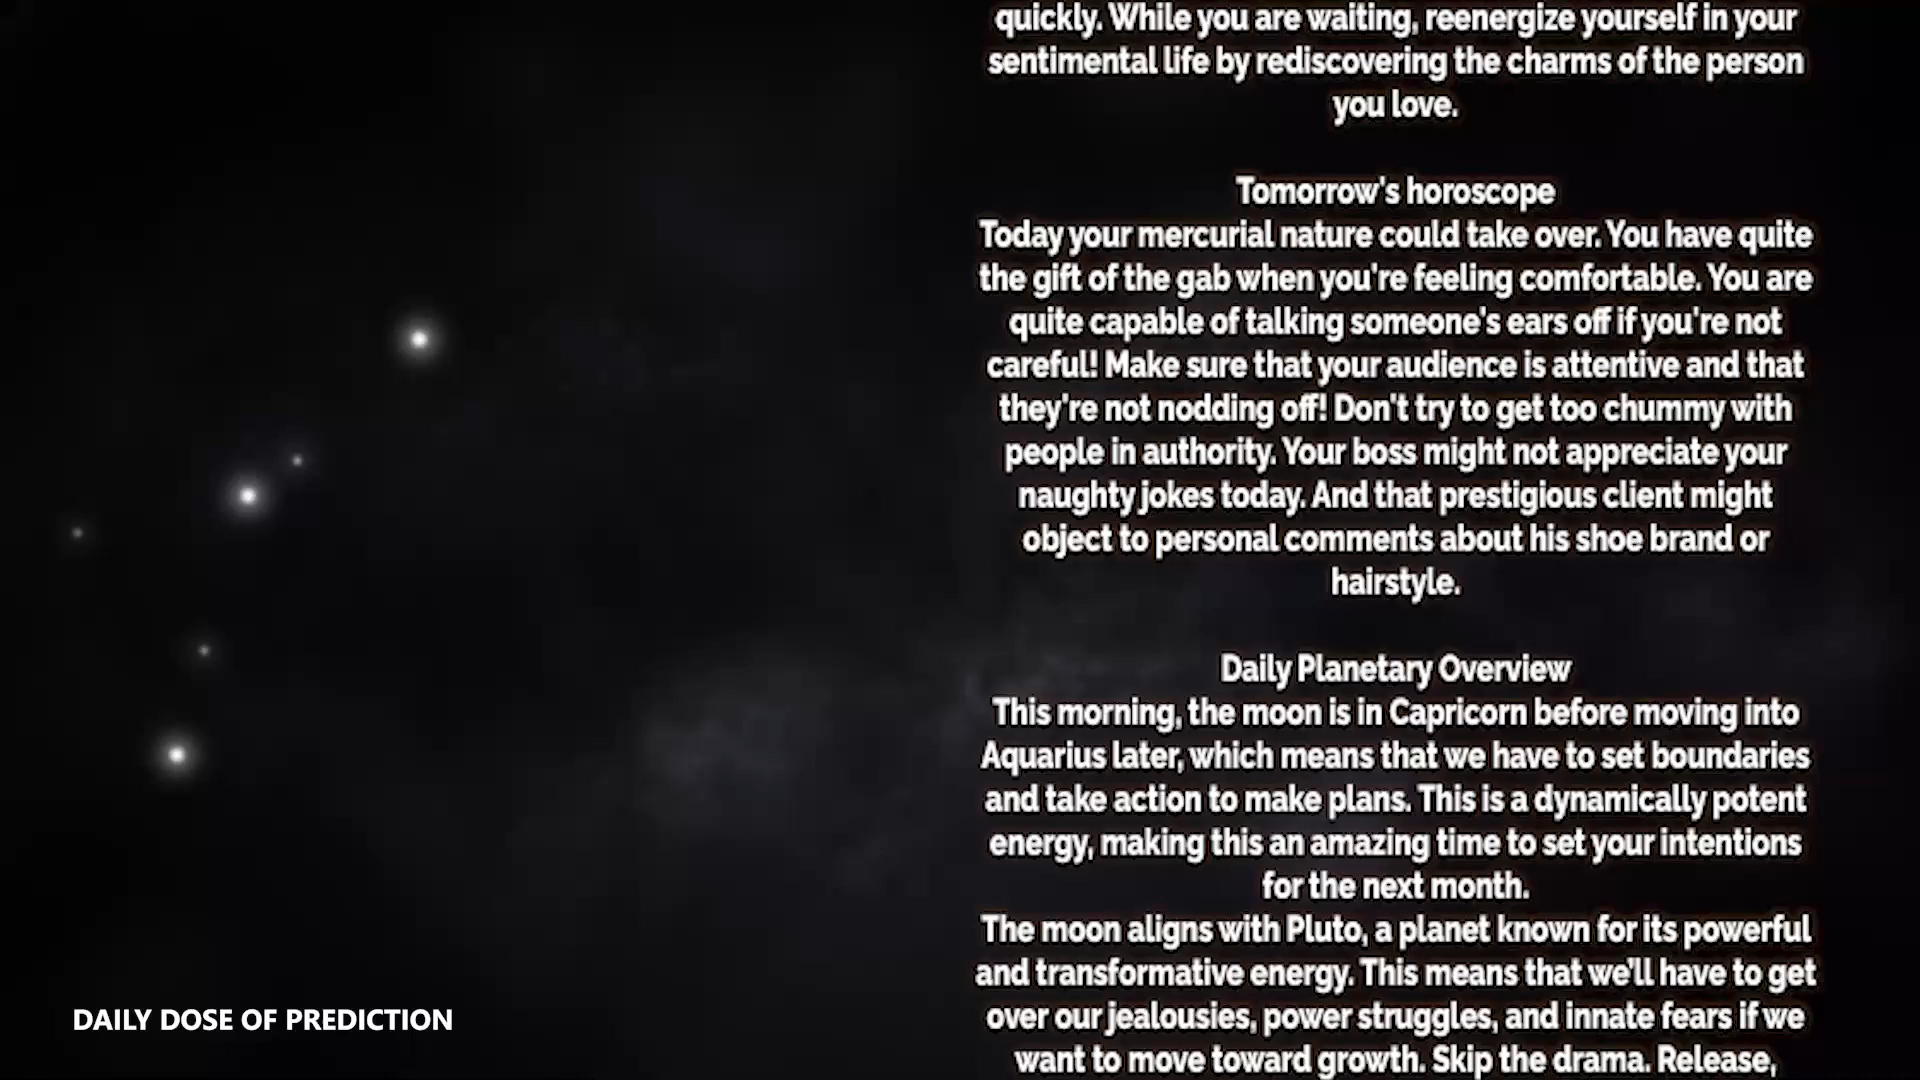 quickly. While you are waiting, reenergize yourself in your
sentimental life by rediscovering the charms of the person
you love.
Tomorrow's horoscope
Today your mercurial nature could take over. You have quite
the gift of the gab when you're feeling comfortable. You are
quite capable of talking someone's ears off if you're not
careful! Make sure that your audience is attentive and that
they're not nodding off! Don't try to get too chummy with
people in authority. Your boss might not appreciate your
naughty jokes today. And that prestigious client might
object to personal comments about his shoe brand or
hairstyle.
Daily Planetary Overview
This morning, the moon is in Capricorn before moving into
Aquarius later, which means that we have to set boundaries
and take action to make plans. This is a dynamically potent
energy, making this an amazing time to set your intentions
for the next month.
The moon aligns with Pluto, a planet known for its powerful
and transformative energy. This means that we’ll have to get
over our jealousies, power struggles, and innate fears if we
want to move toward growth. Skip the drama. Release,
DAILY DOSE OF PREDICTION